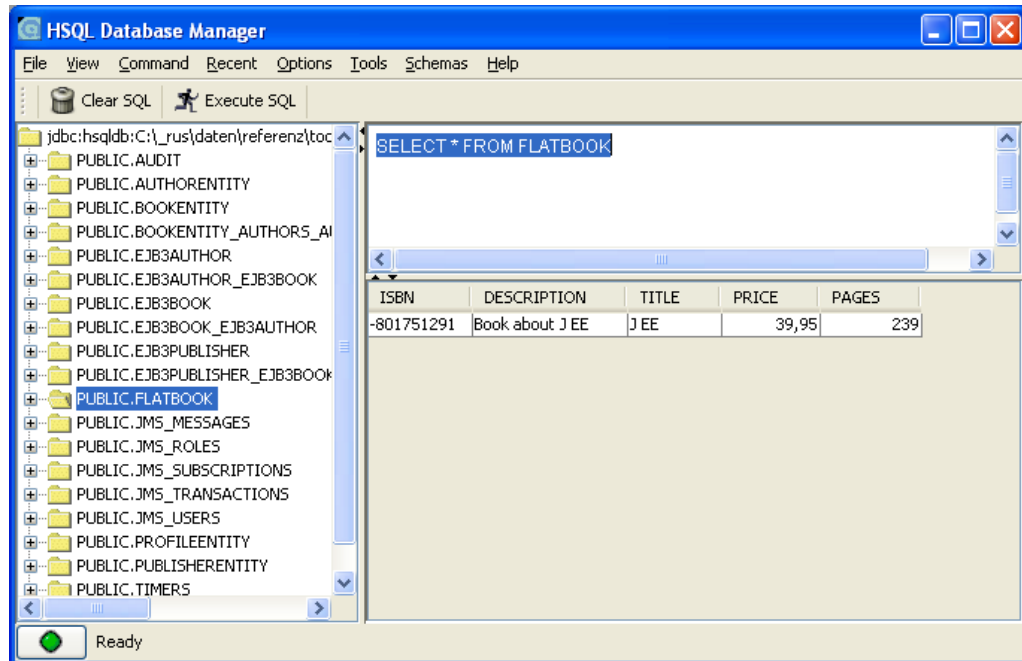 HSQL Database Manager
File View Command Recent Options Tools Schemas Help
Clear SQL Execute SQL
jdbc:hsqldb:C:\_rus\daten\referenz\toc
PUBLIC.AUDIT
PUBLIC.AUTHORENTITY
PUBLIC.BOOKENTITY
PUBLIC.BOOKENTITY_AUTHORS_AU
PUBLIC.EJB3AUTHOR
PUBLIC.EJB3AUTHOR_EJB3BOOK
PUBLIC.EJB3BOOK
PUBLIC.EJB3BOOK_EJB3AUTHOR
PUBLIC.EJB3PUBLISHER
PUBLIC.EJB3PUBLISHER_EJB3BOOK
PUBLIC.FLATBOOK
PUBLIC.JMS_MESSAGES
PUBLIC.JMS_ROLES
PUBLIC.JMS_SUBSCRIPTIONS
PUBLIC.JMS_TRANSACTIONS
PUBLIC.JMS_USERS
PUBLIC.PROFILEENTITY
PUBLIC.PUBLISHERENTITY
PUBLIC.TIMERS
SELECT * FROM FLATBOOK
ISBN DESCRIPTION TITLE PRICE PAGES
-801751291 Book about J EE J EE 39,95 239
Ready